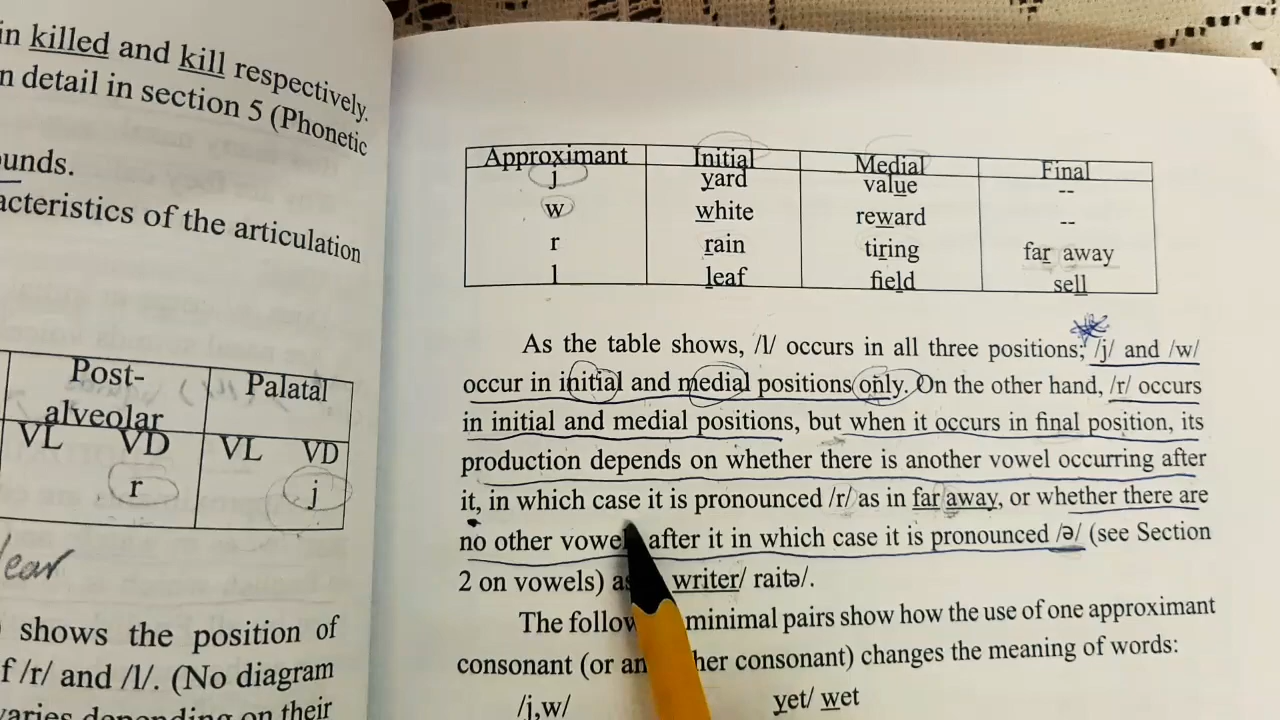 in killed and kill respectively.
n detail in section 5 (Phonetic
unds.
acteristics of the articulation
Post-
alveolar
Palatal
VL VD VL VD
r j
ear
shows the position of
f /r/ and /l/. (No diagram
varies depending on their
Approximant Initial Medial Final
j yard value --
w white reward --
r rain tiring far away
l leaf field sell
As the table shows, /l/ occurs in all three positions; /j/ and /w/
occur in initial and medial positions only. On the other hand, /r/ occurs
in initial and medial positions, but when it occurs in final position, its
production depends on whether there is another vowel occurring after
it, in which case it is pronounced /r/ as in far away, or whether there are
no other vowel after it in which case it is pronounced /ə/ (see Section
2 on vowels) as writer/ raitə/.
The follow minimal pairs show how the use of one approximant
consonant (or an her consonant) changes the meaning of words:
/j,w/ yet/ wet